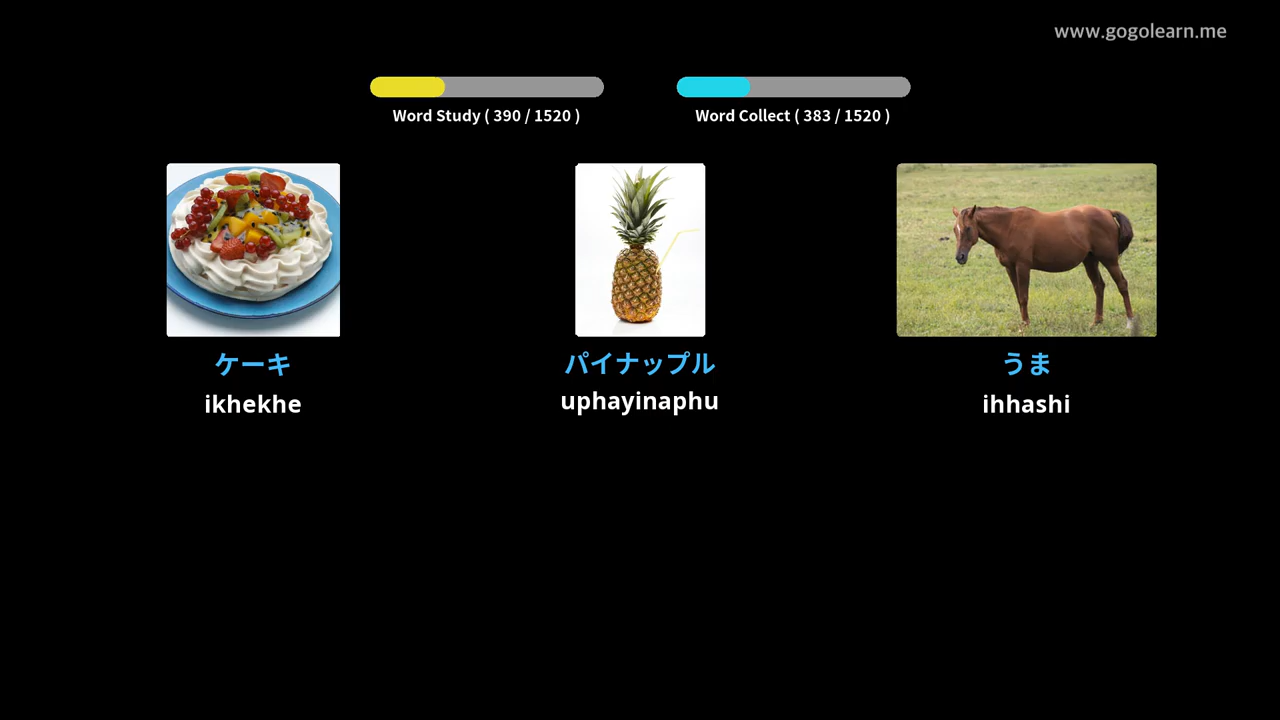 www.gogolearn.me
Word Study ( 390 / 1520 )
Word Collect ( 383 / 1520 )
ケーキ
パイナップル
うま
ikhekhe
uphayinaphu
ihhashi